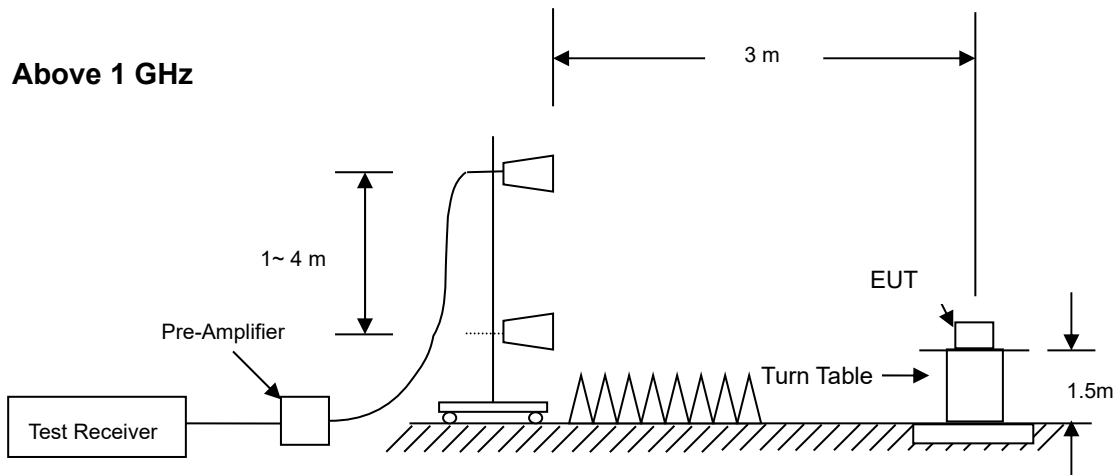 3 m
Above 1 GHz
1~ 4 m
EUT
Pre-Amplifier
Turn Table
1.5m
Test Receiver